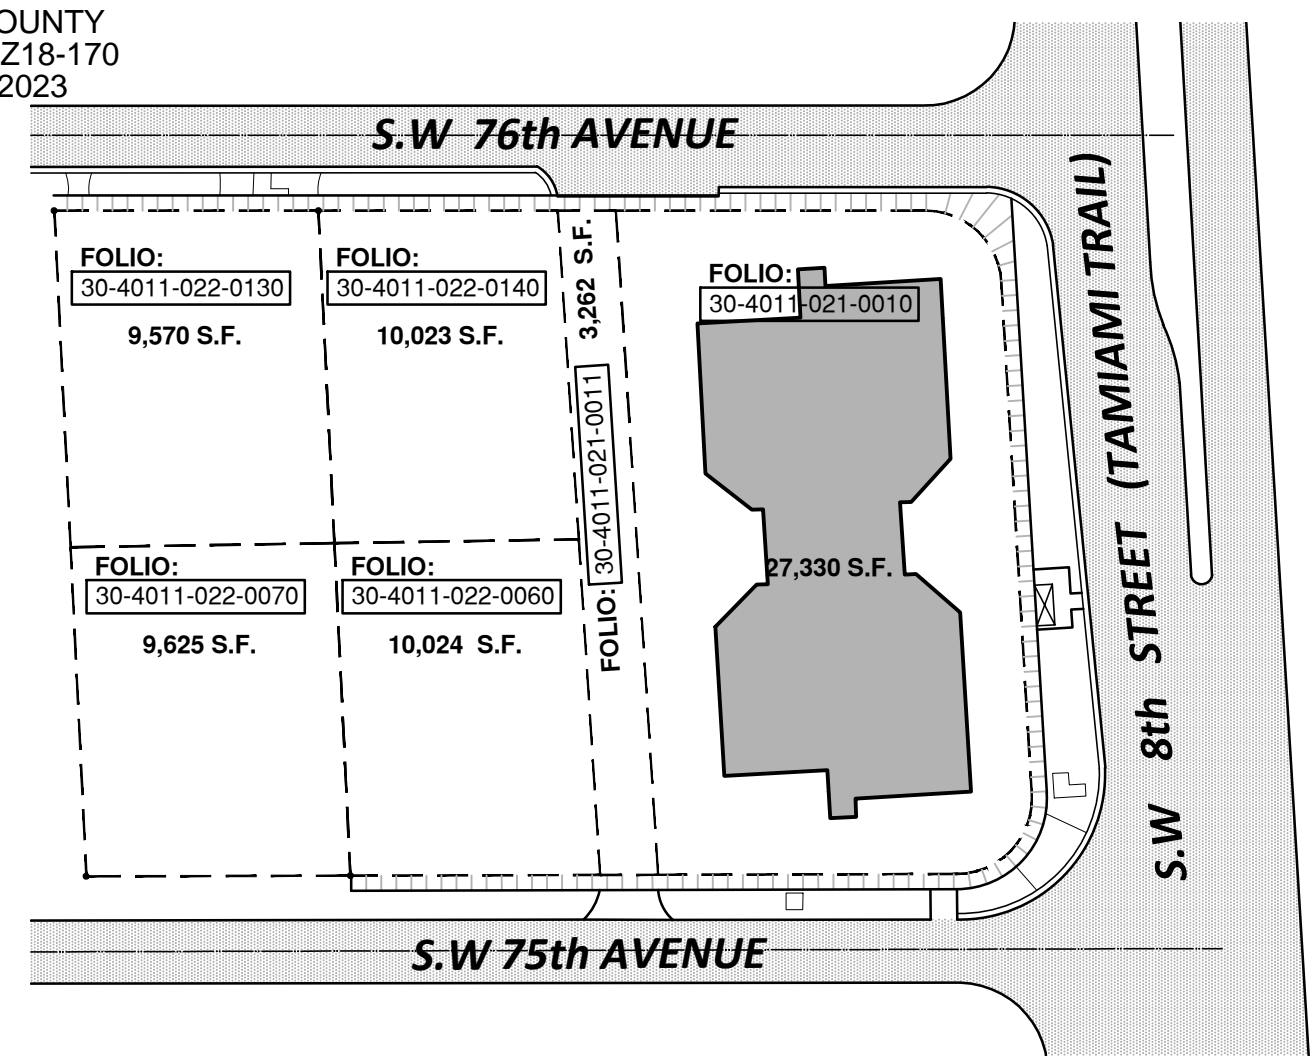 OUNTY
Z18-170
2023
S.W 76th AVENUE
FOLIO:
30-4011-022-0130
9,570 S.F.
FOLIO:
30-4011-022-0140
10,023 S.F.
3,262 S.F.
FOLIO: 30-4011-021-0011
FOLIO:
30-4011-021-0010
27,330 S.F.
FOLIO:
30-4011-022-0070
9,625 S.F.
FOLIO:
30-4011-022-0060
10,024 S.F.
S.W 8th STREET (TAMIAMI TRAIL)
S.W 75th AVENUE